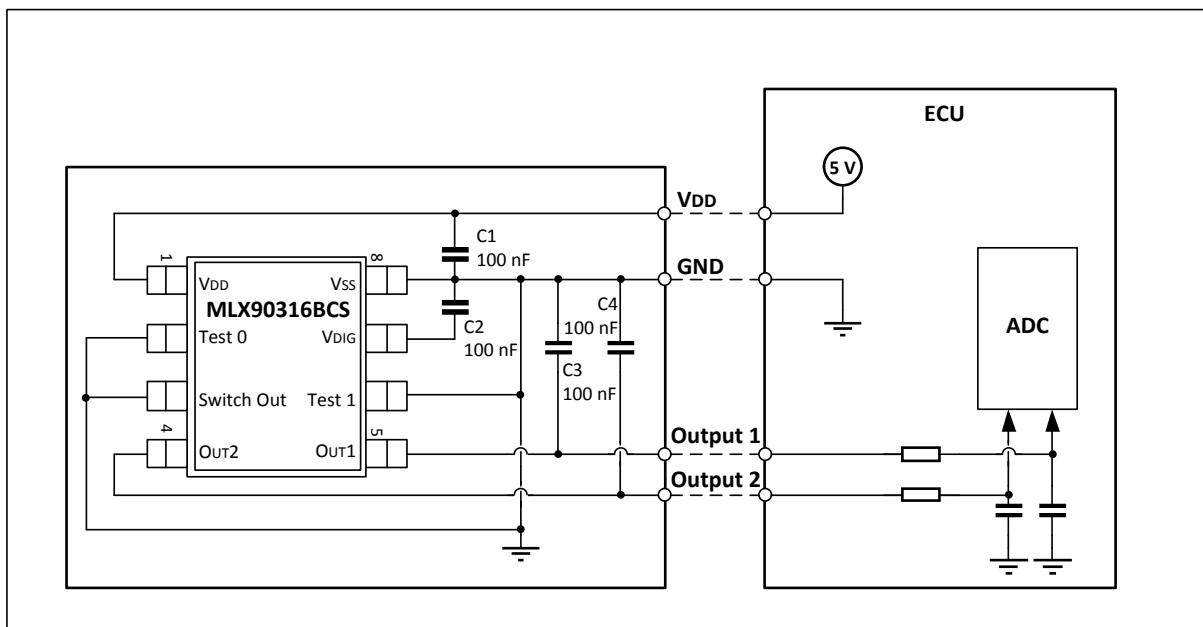 ECU
5 V
VDD
C1
100 nF
1
8
VDD
VSS
GND
MLX90316BCS
C4
100 nF
C2
100 nF
Test 0
VDIG
ADC
C3
100 nF
Switch Out
Test 1
4
5
OUT2
OUT1
Output 1
Output 2